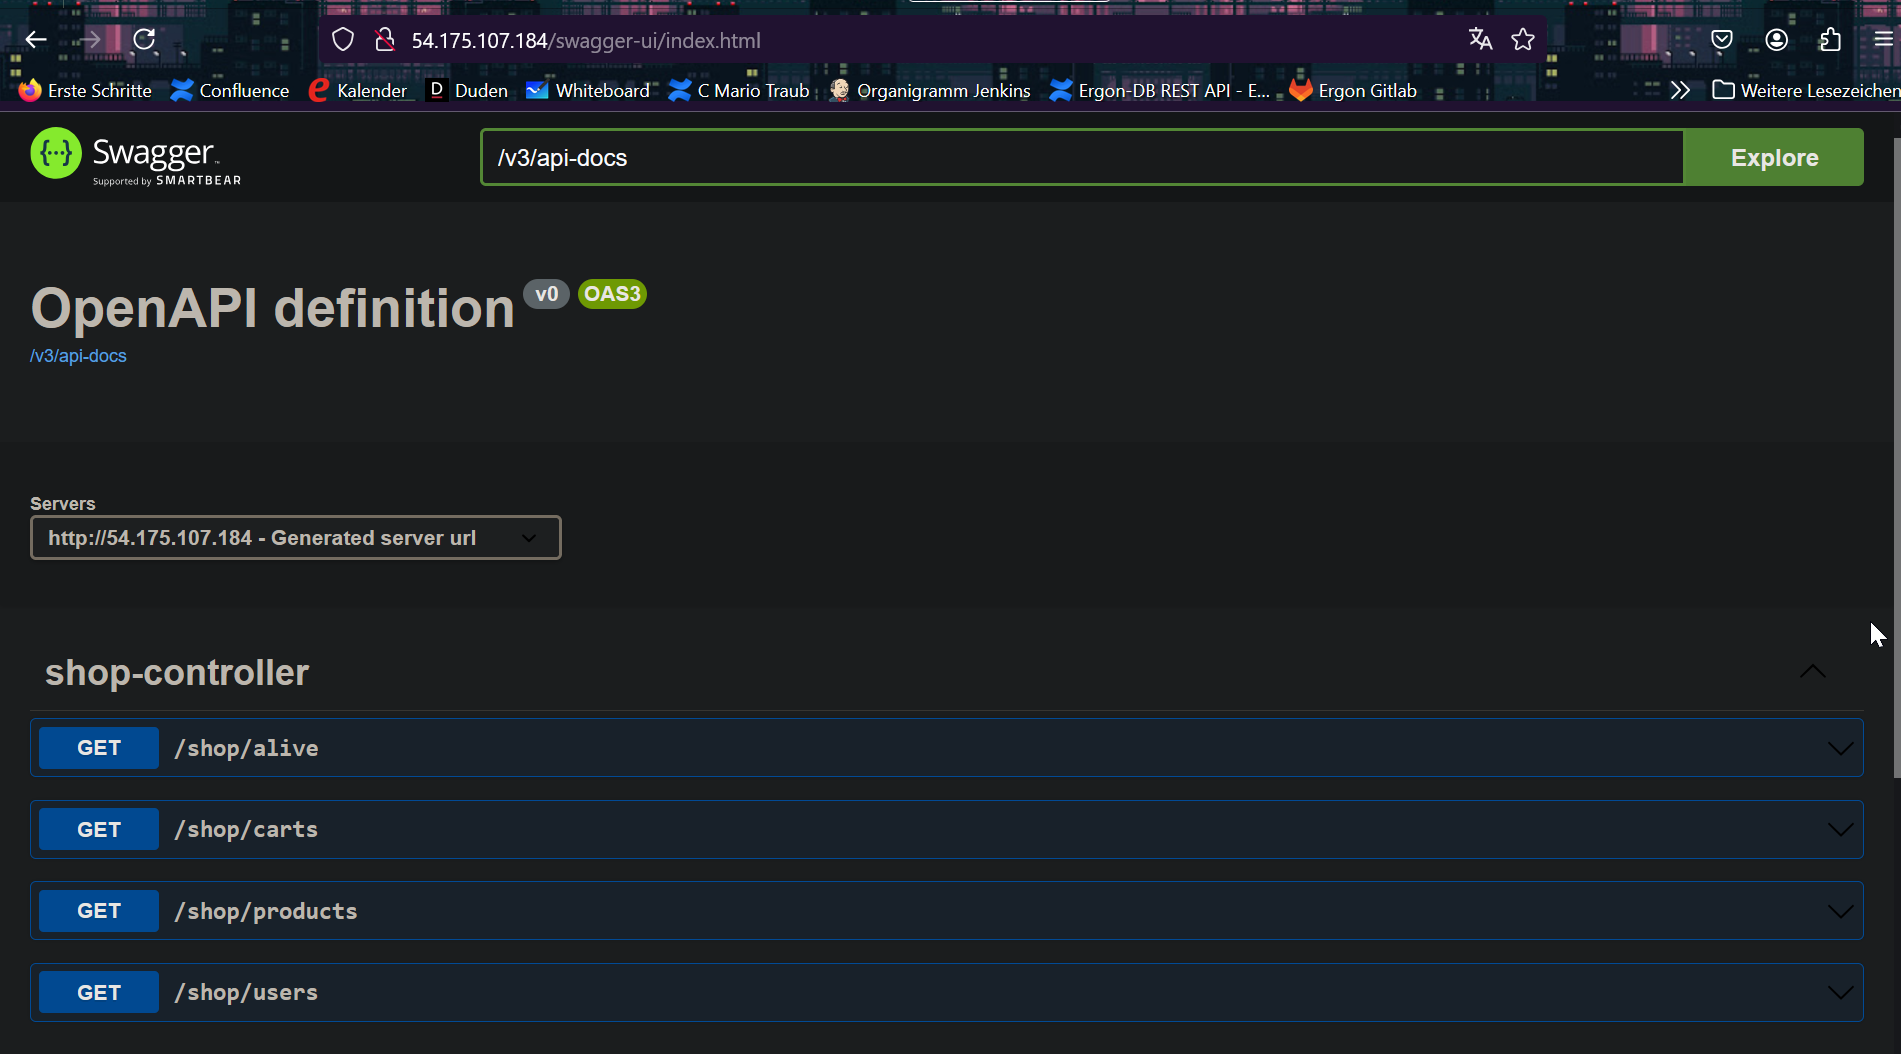 54.175.107.184/swagger-ui/index.html
Erste Schritte Confluence Kalender Duden Whiteboard C Mario Traub Organigramm Jenkins Ergon-DB REST API - E... Ergon Gitlab Weitere Lesezeichen
Swagger
Supported by SMARTBEAR
/v3/api-docs
Explore
OpenAPI definition v0 OAS3
/v3/api-docs
Servers
http://54.175.107.184 - Generated server url
shop-controller
GET /shop/alive
GET /shop/carts
GET /shop/products
GET /shop/users